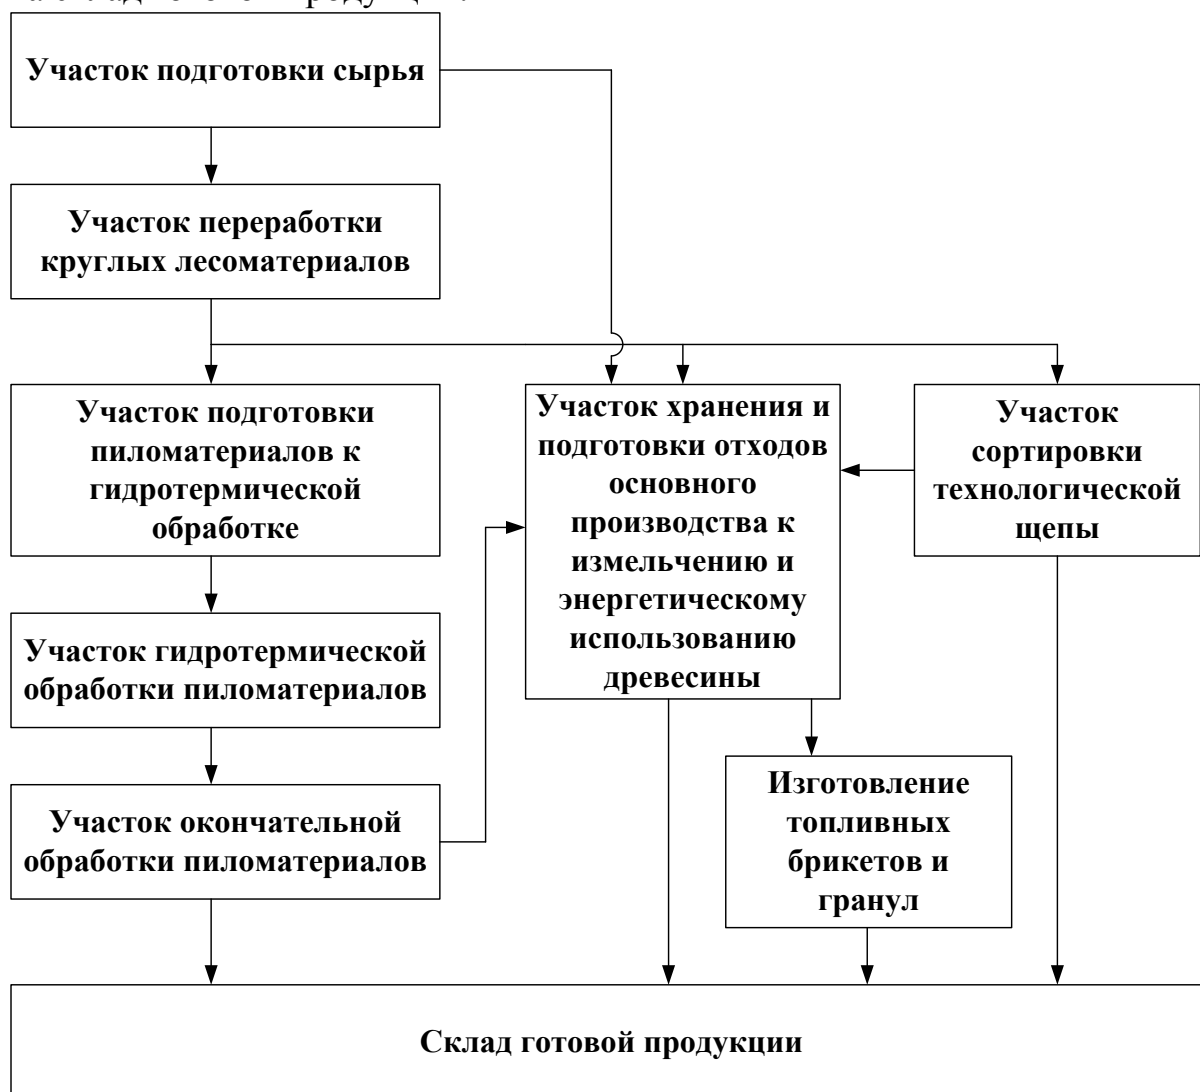 Участок подготовки сырья
Участок переработки
круглых лесоматериалов
Участок подготовки
пиломатериалов к
гидротермической
обработке
Участок хранения и
подготовки отходов
основного
производства к
измельчению и
энергетическому
использованию
древесины
Участок
сортировки
технологической
щепы
Участок гидротермической
обработки пиломатериалов
Участок окончательной
обработки пиломатериалов
Изготовление
топливных
брикетов и
гранул
Склад готовой продукции